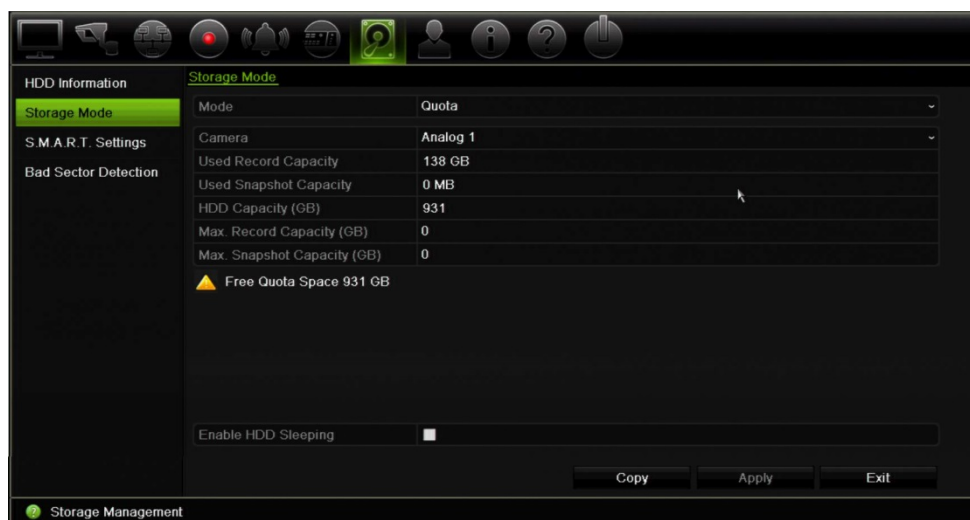 HDD Information
Storage Mode
S.M.A.R.T. Settings
Bad Sector Detection
Storage Mode
Mode Quota
Camera Analog 1
Used Record Capacity 138 GB
Used Snapshot Capacity 0 MB
HDD Capacity (GB) 931
Max. Record Capacity (GB) 0
Max. Snapshot Capacity (GB) 0
Free Quota Space 931 GB
Enable HDD Sleeping
Copy Apply Exit
Storage Management